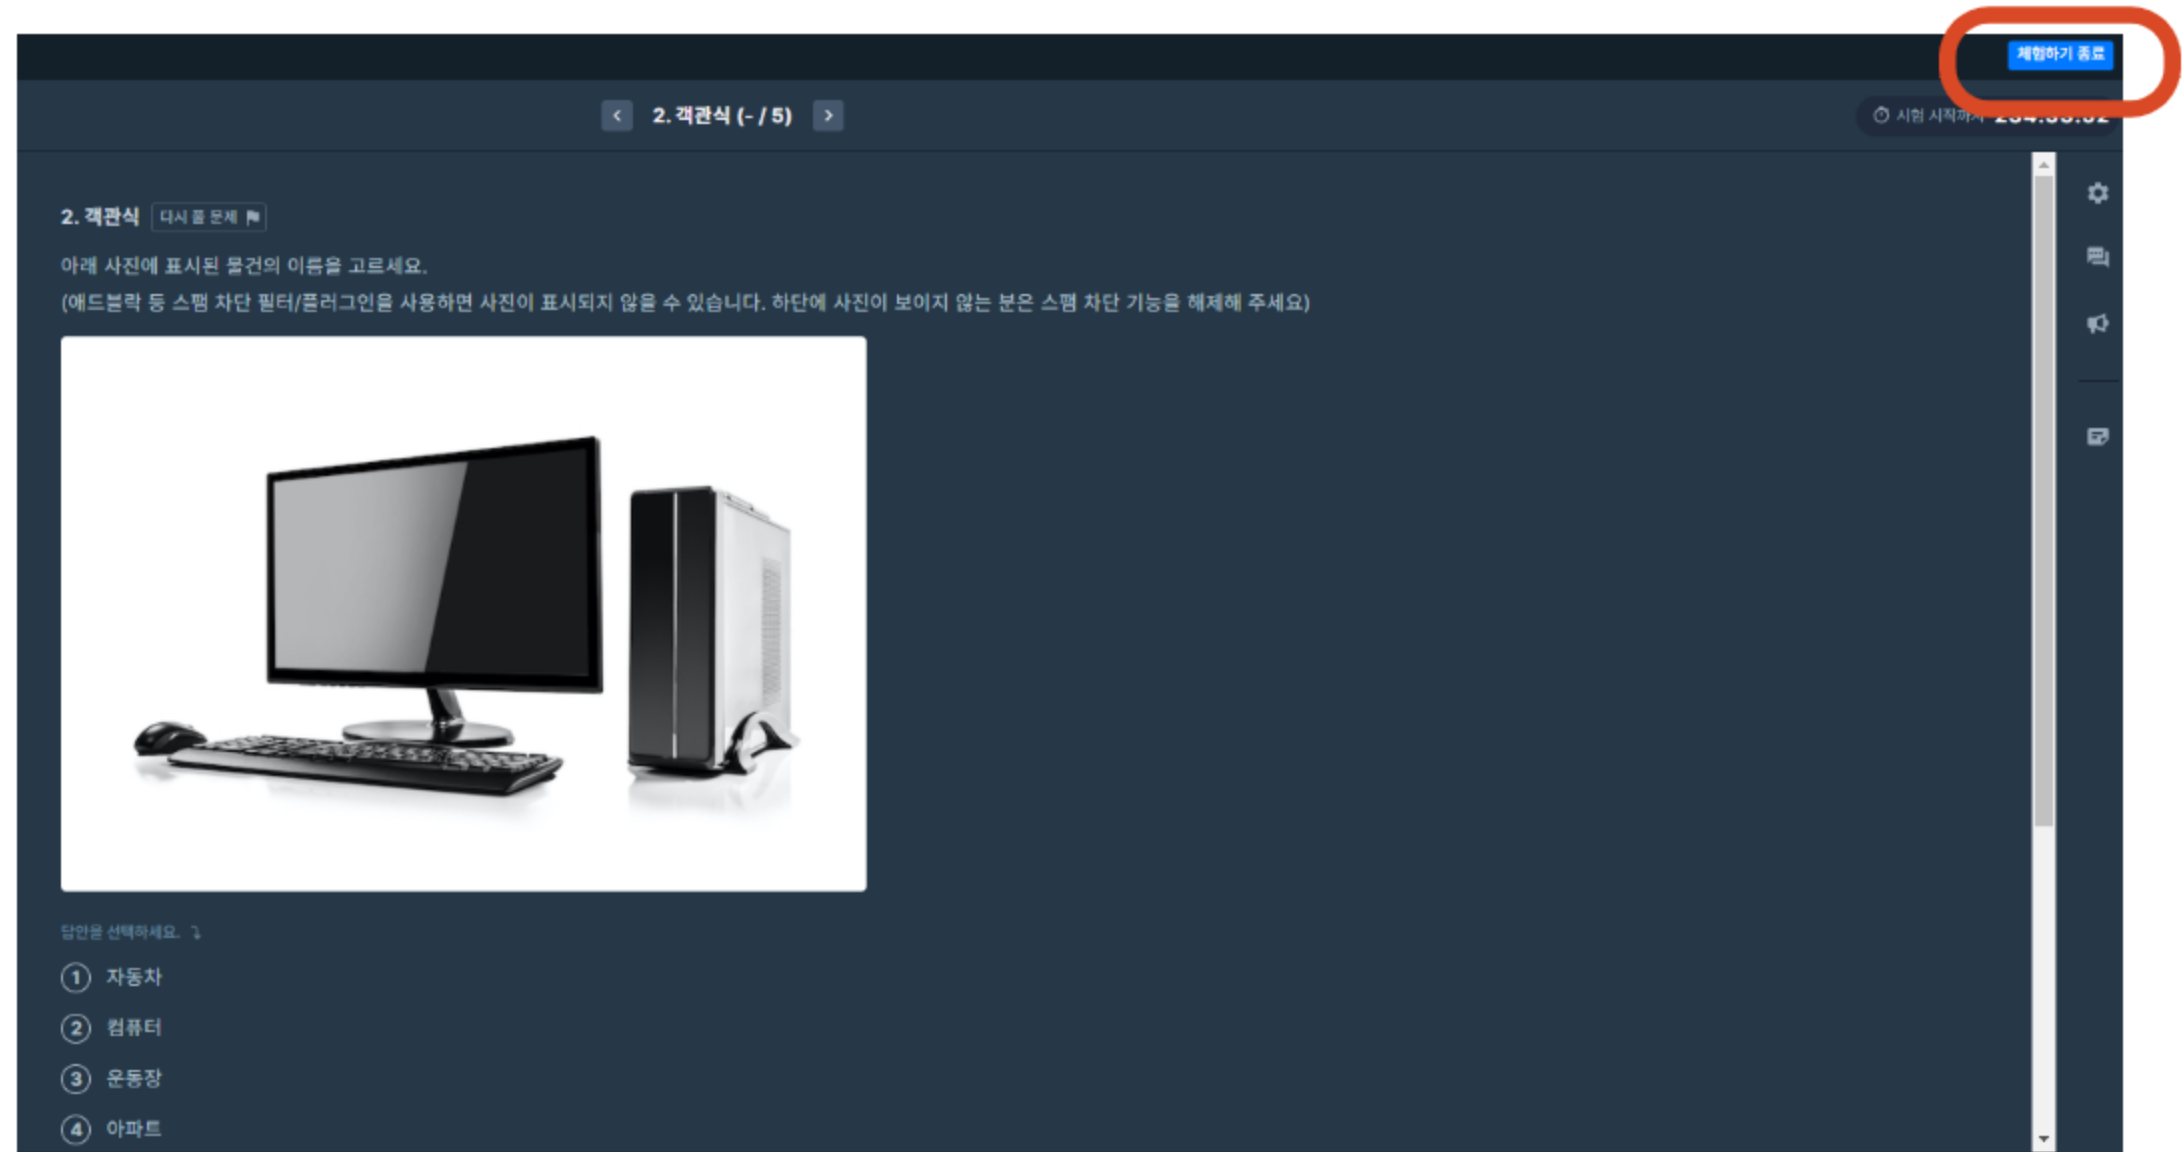 체험하기 종료
2. 객관식 (- / 5)
시험 시작까지
2. 객관식 다시 풀 문제
아래 사진에 표시된 물건의 이름을 고르세요.
(애드블락 등 스팸 차단 필터/플러그인을 사용하면 사진이 표시되지 않을 수 있습니다. 하단에 사진이 보이지 않는 분은 스팸 차단 기능을 해제해 주세요)
답안을 선택하세요.
1 자동차
2 컴퓨터
3 운동장
4 아파트